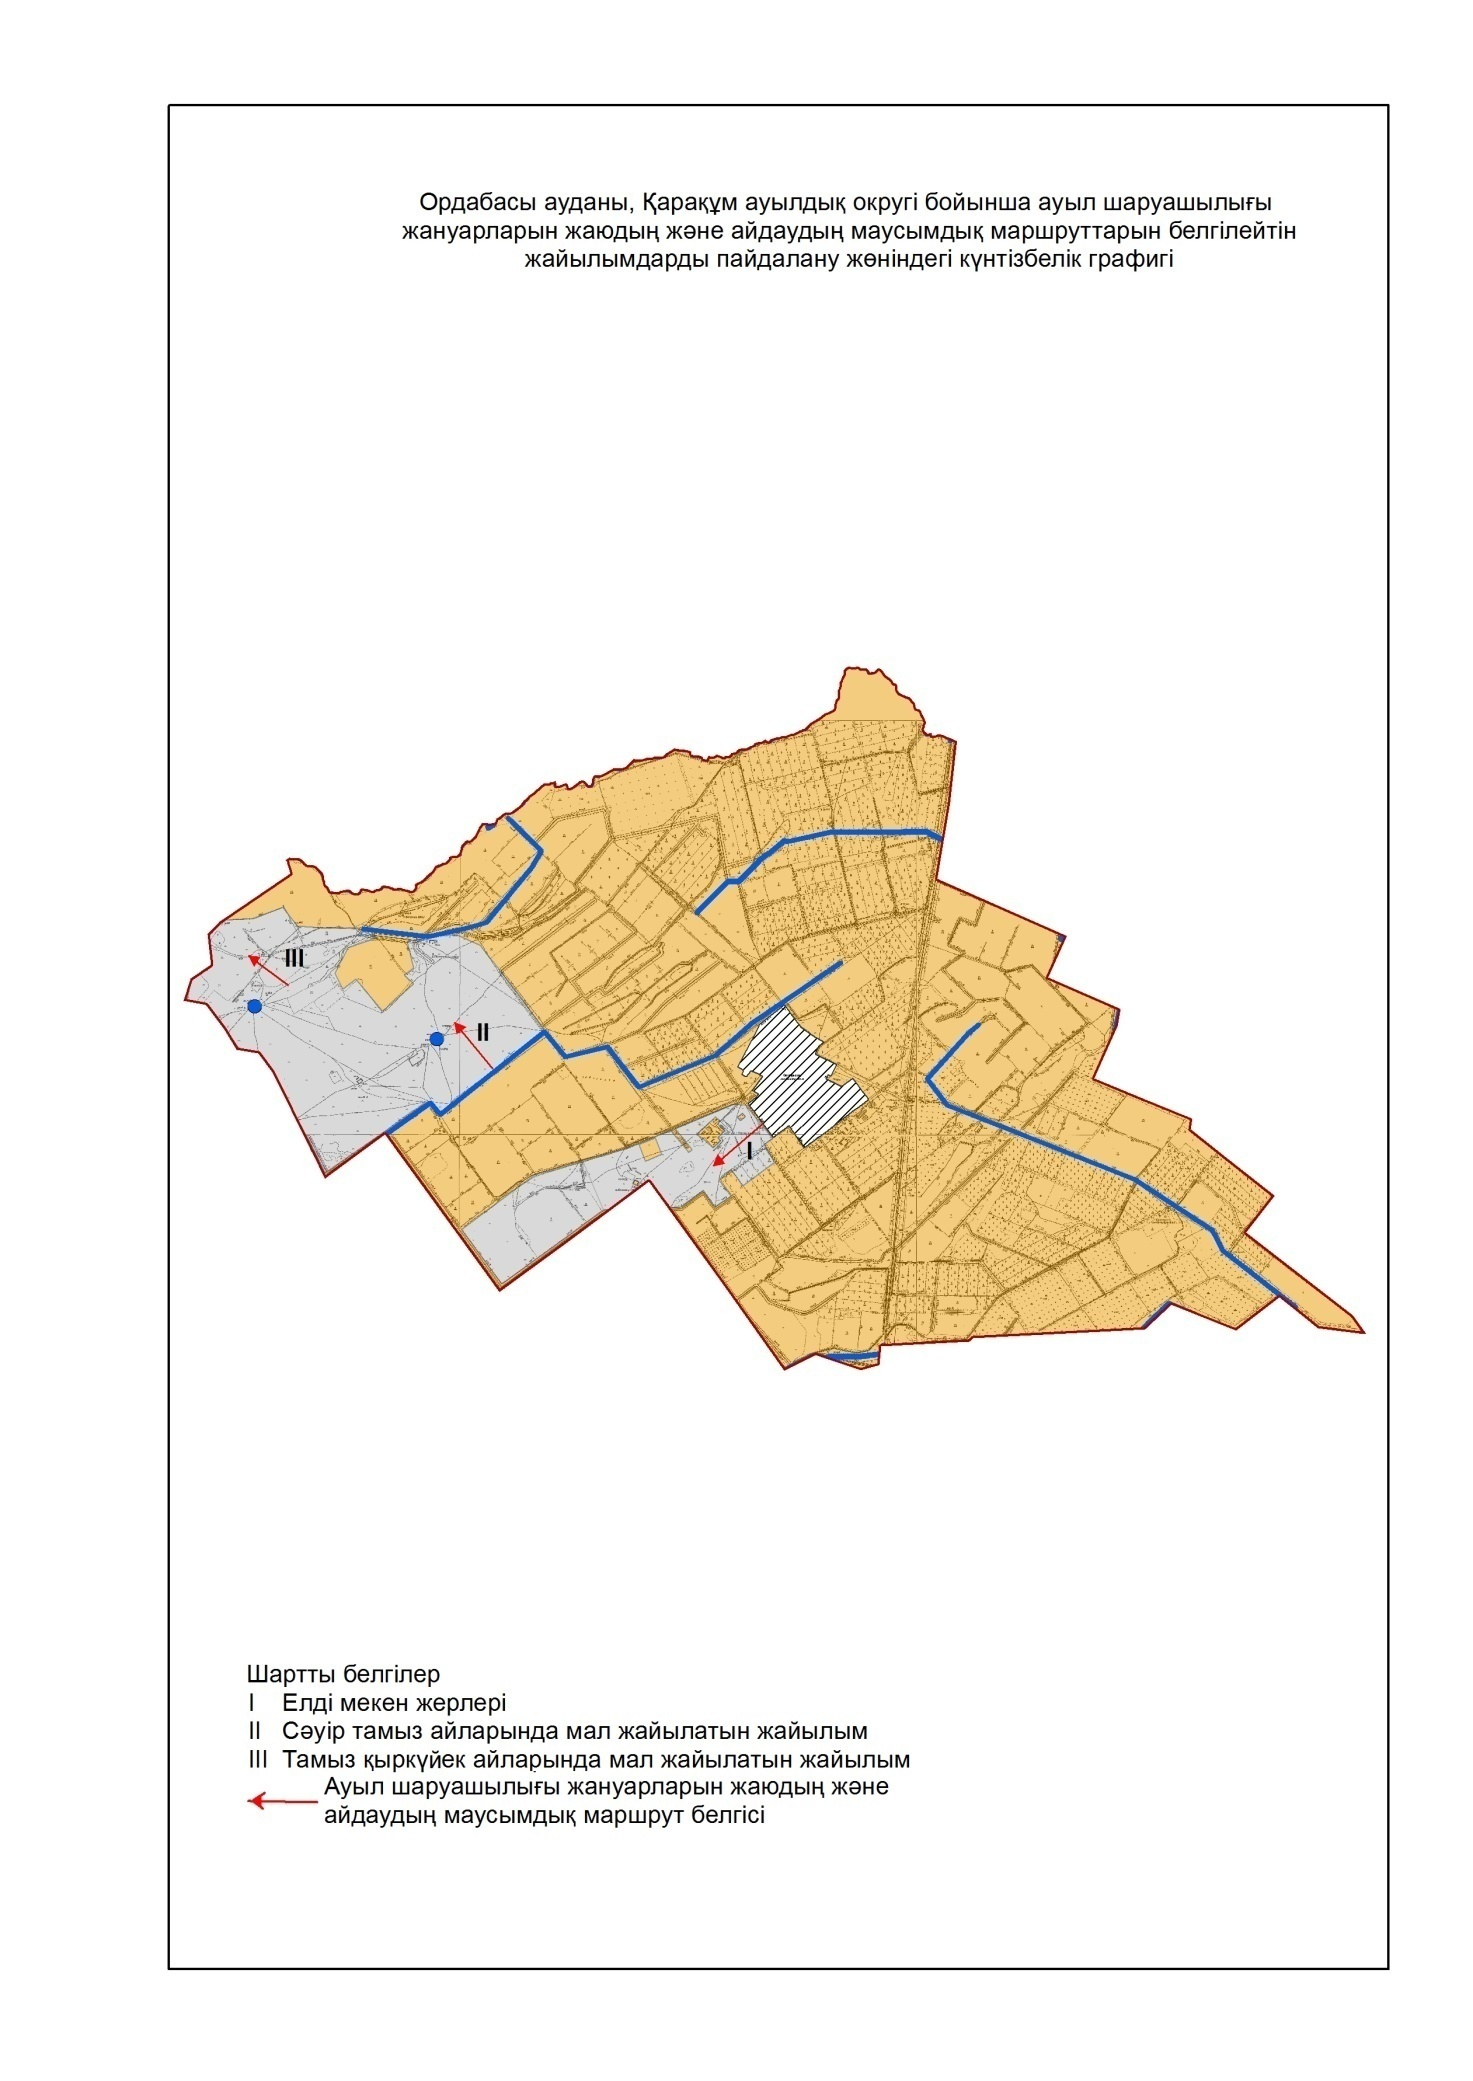 Ордабасы ауданы, Қарақұм ауылдық округі бойынша ауыл шаруашылығы
жануарларын жаюдың және айдаудың маусымдық маршруттарын белгілейтін
жайылымдарды пайдалану жөніндегі күнтізбелік графигі
III
II
I
Шартты белгілер
I Елді мекен жерлері
II Сәуір тамыз айларында мал жайылатын жайылым
III Тамыз қыркүйек айларында мал жайылатын жайылым
Ауыл шаруашылығы жануарларын жаюдың және
айдаудың маусымдық маршрут белгісі